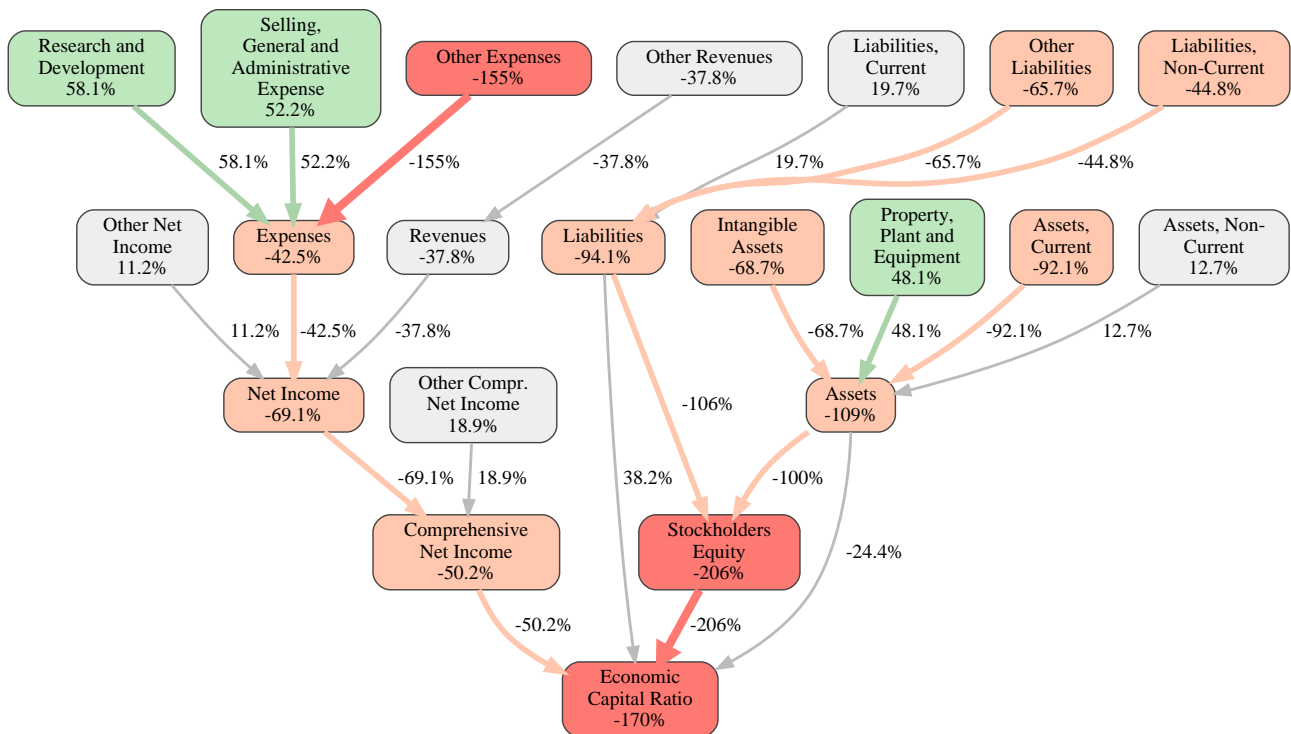 Research and
Development
58.1%
Selling,
General and
Administrative
Expense
52.2%
Other Expenses
-155%
Other Revenues
-37.8%
Liabilities,
Current
19.7%
Other
Liabilities
-65.7%
Liabilities,
Non-Current
-44.8%
58.1%
52.2%
-155%
-37.8%
19.7%
-65.7%
-44.8%
Other Net
Income
11.2%
Expenses
-42.5%
Revenues
-37.8%
Liabilities
-94.1%
Intangible
Assets
-68.7%
Property,
Plant and
Equipment
48.1%
Assets,
Current
-92.1%
Assets, Non-
Current
12.7%
11.2%
-42.5%
-37.8%
-68.7%
48.1%
-92.1%
12.7%
Net Income
-69.1%
Other Compr.
Net Income
18.9%
-106%
Assets
-109%
-69.1%
18.9%
38.2%
-100%
Comprehensive
Net Income
-50.2%
Stockholders
Equity
-206%
-24.4%
-50.2%
-206%
Economic
Capital Ratio
-170%